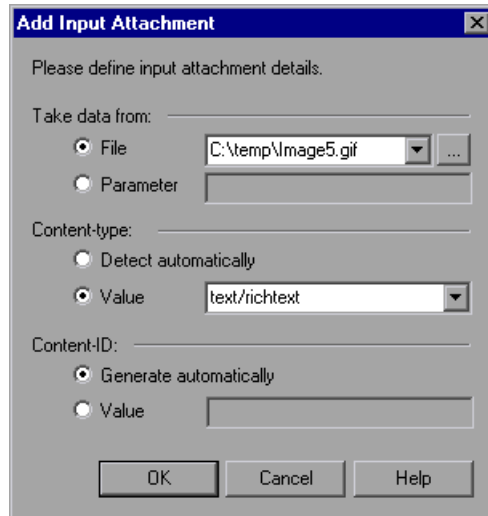 Add Input Attachment
Please define input attachment details.
Take data from:
File C:\temp\Image5.gif ...
Parameter
Content-type:
Detect automatically
Value text/richtext
Content-ID:
Generate automatically
Value
OK Cancel Help